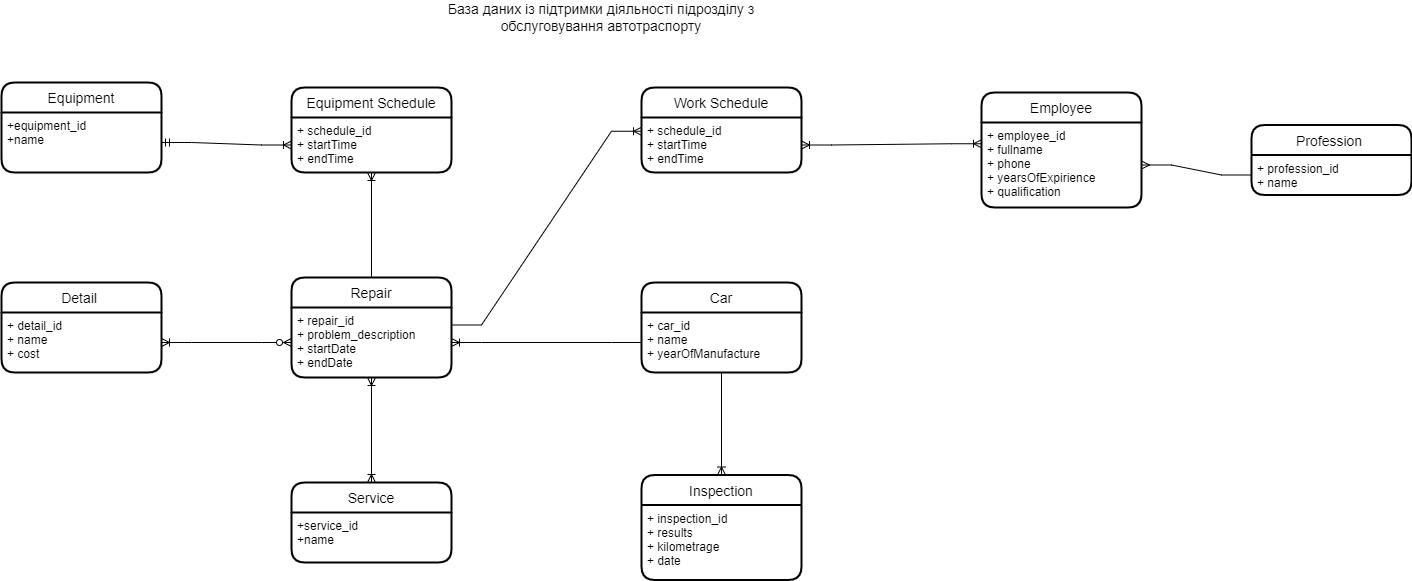 База даних із підтримки діяльності підрозділу з
обслуговування автотраспорту
Equipment
+equipment_id
+name
Equipment Schedule
+ schedule_id
+ startTime
+ endTime
Work Schedule
+ schedule_id
+ startTime
+ endTime
Employee
+ employee_id
+ fullname
+ phone
+ yearsOfExpirience
+ qualification
Profession
+ profession_id
+ name
Detail
+ detail_id
+ name
+ cost
Repair
+ repair_id
+ problem_description
+ startDate
+ endDate
Car
+ car_id
+ name
+ yearOfManufacture
Service
+service_id
+name
Inspection
+ inspection_id
+ results
+ kilometrage
+ date